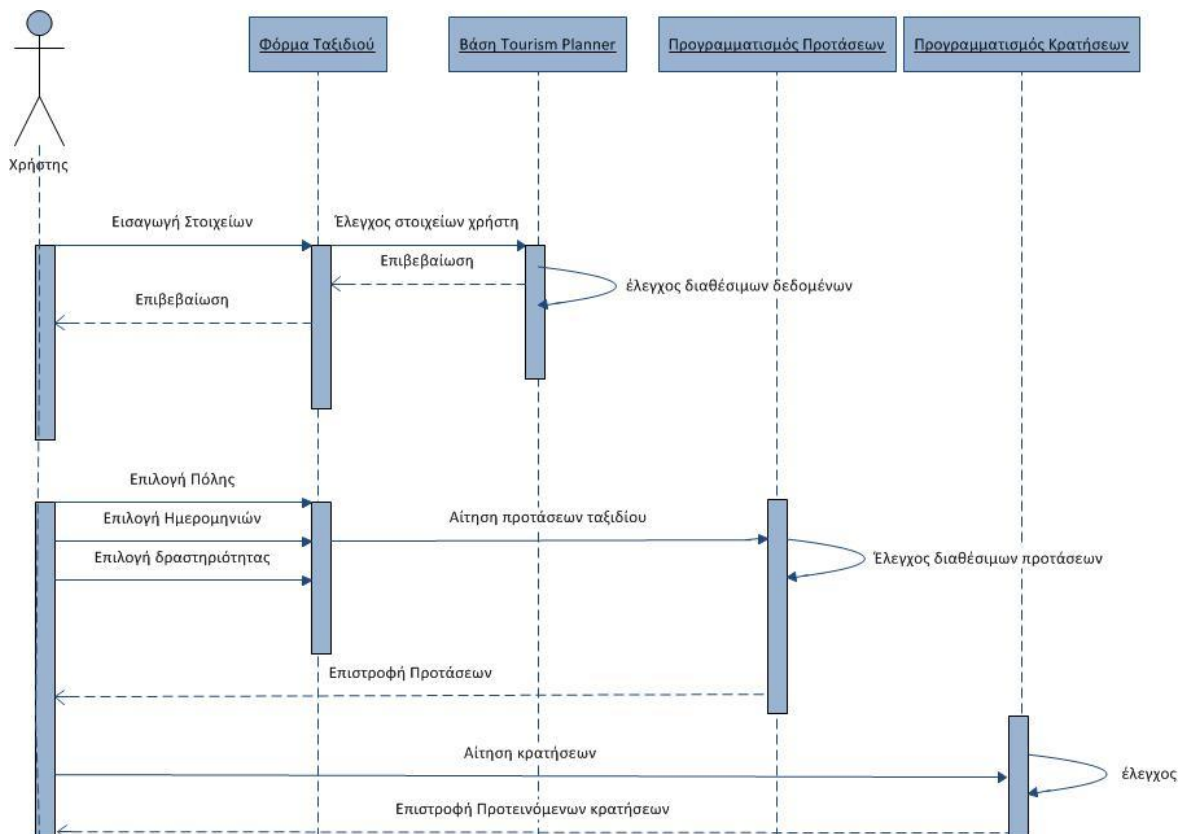 Φόρμα Ταξιδιού
Βάση Tourism Planner
Προγραμματισμός Προτάσεων
Προγραμματισμός Κρατήσεων
Χρήστης
Εισαγωγή Στοιχείων
Έλεγχος στοιχείων χρήστη
Επιβεβαίωση
έλεγχος διαθέσιμων δεδομένων
Επιβεβαίωση
Επιλογή Πόλης
Επιλογή Ημερομηνιών
Αίτηση προτάσεων ταξιδίου
Επιλογή δραστηριότητας
Έλεγχος διαθέσιμων προτάσεων
Επιστροφή Προτάσεων
Αίτηση κρατήσεων
έλεγχος
Επιστροφή Προτεινόμενων κρατήσεων